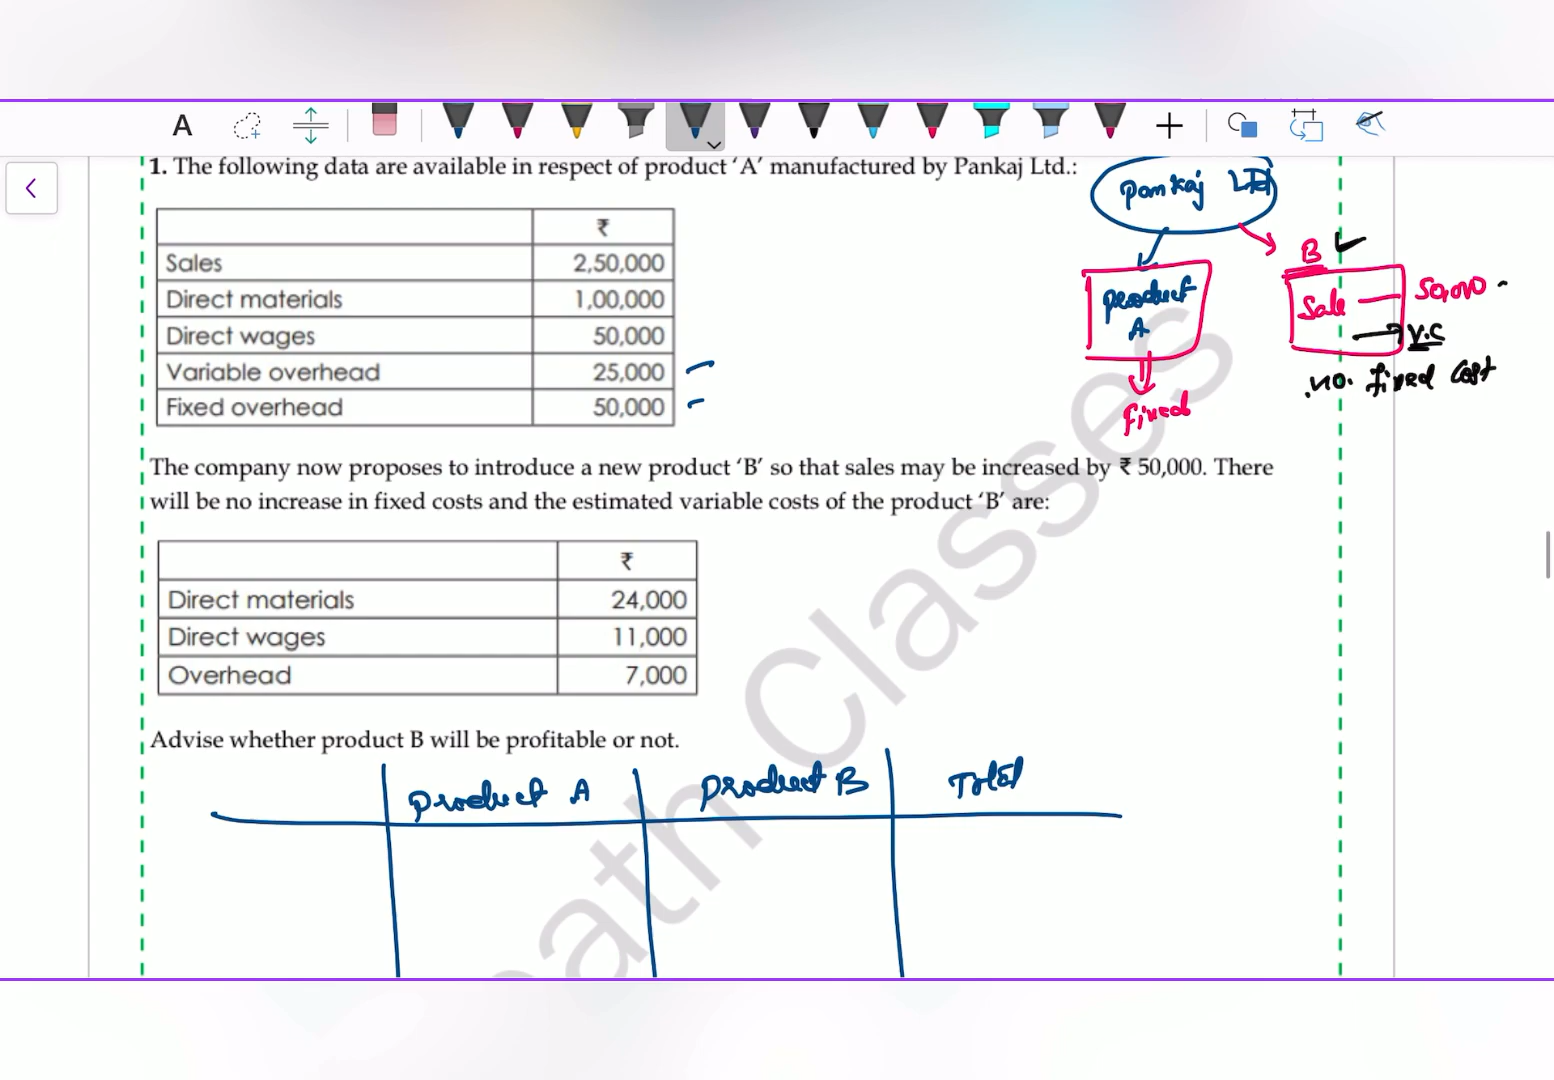 A
1. The following data are available in respect of product 'A' manufactured by Pankaj Ltd.:
Pankaj Ltd
₹
Sales 2,50,000
Direct materials 1,00,000
Direct wages 50,000
Variable overhead 25,000
Fixed overhead 50,000
product
A
fixed
B
Sale 50,000
V.C
no. fixed Cost
The company now proposes to introduce a new product 'B' so that sales may be increased by ₹ 50,000. There
will be no increase in fixed costs and the estimated variable costs of the product 'B' are:
₹
Direct materials 24,000
Direct wages 11,000
Overhead 7,000
Advise whether product B will be profitable or not.
product A product B Total
ath Classes